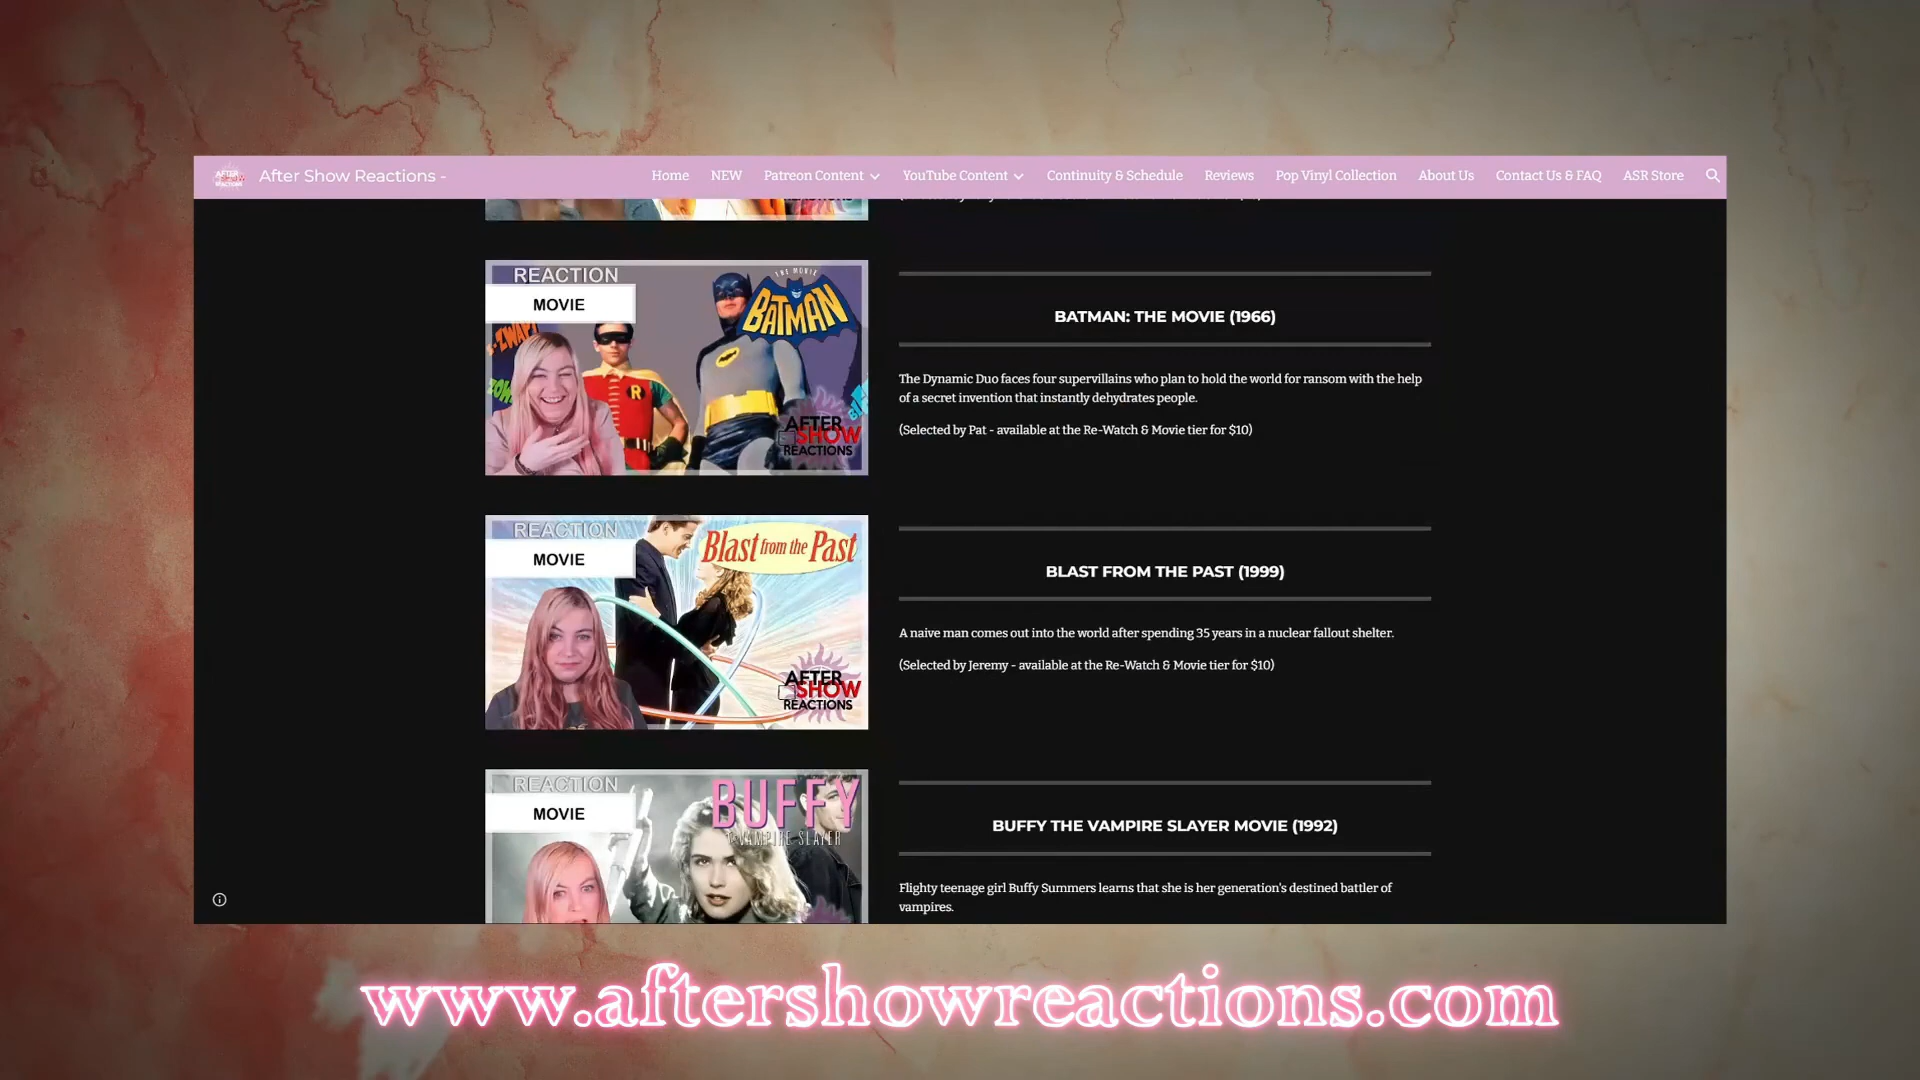 After Show Reactions -
Home
NEW
Patreon Content
YouTube Content
Continuity & Schedule
Reviews
Pop Vinyl Collection
About Us
Contact Us & FAQ
ASR Store
REACTION
MOVIE
THE MOVIE
BATMAN
R
AFTER
SHOW
REACTIONS
BATMAN: THE MOVIE (1966)
The Dynamic Duo faces four supervillains who plan to hold the world for ransom with the help
of a secret invention that instantly dehydrates people.
(Selected by Pat - available at the Re-Watch & Movie tier for $10)
REACTION
MOVIE
Blast from the Past
AFTER
SHOW
REACTIONS
BLAST FROM THE PAST (1999)
A naive man comes out into the world after spending 35 years in a nuclear fallout shelter.
(Selected by Jeremy - available at the Re-Watch & Movie tier for $10)
REACTION
MOVIE
BUFFY
VAMPIRE SLAYER
BUFFY THE VAMPIRE SLAYER MOVIE (1992)
Flighty teenage girl Buffy Summers learns that she is her generation's destined battler of
vampires.
www.aftershowreactions.com